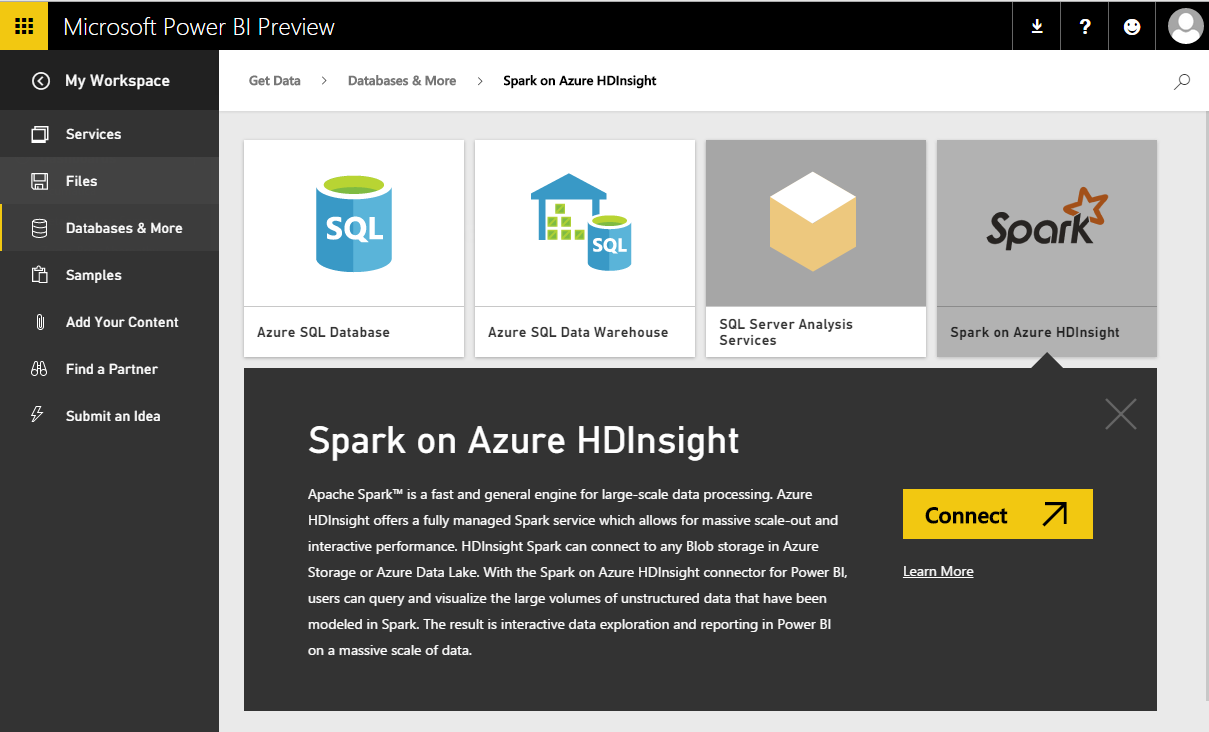 Microsoft Power BI Preview
?
My Workspace
Get Data > Databases & More > Spark on Azure HDInsight
Services
Files
Databases & More
Samples
Add Your Content
Find a Partner
Submit an Idea
SQL
SQL
Spark
Azure SQL Database
Azure SQL Data Warehouse
SQL Server Analysis
Services
Spark on Azure HDInsight
Spark on Azure HDInsight
Apache Spark™ is a fast and general engine for large-scale data processing. Azure
HDInsight offers a fully managed Spark service which allows for massive scale-out and
interactive performance. HDInsight Spark can connect to any Blob storage in Azure
Storage or Azure Data Lake. With the Spark on Azure HDInsight connector for Power BI,
users can query and visualize the large volumes of unstructured data that have been
modeled in Spark. The result is interactive data exploration and reporting in Power BI
on a massive scale of data.
Connect
Learn More